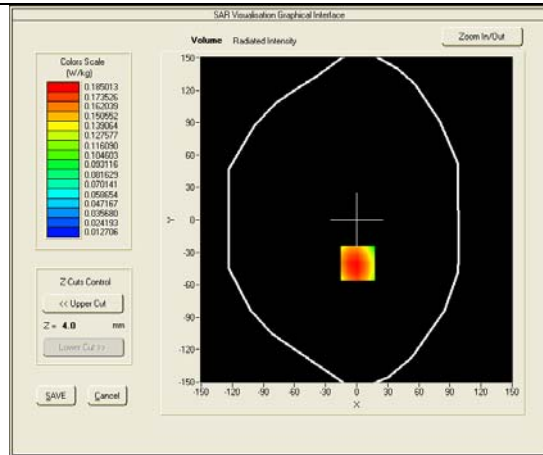 SAR Visualisation Graphical Interface
Volume Radiated Intensity
Zoom In/Out
Colors Scale
(W/kg)
0.185013
0.173526
0.162039
0.150552
0.139064
0.127577
0.116090
0.104603
0.093116
0.081629
0.070141
0.058654
0.047167
0.035680
0.024193
0.012706
Z-Cuts Control
<< Upper Cut
Z = 4.0 mm
Lower Cut >>
SAVE Cancel
150-
120-
90-
60-
30-
0-
-30-
-60-
-90-
-120-
-150-
Y
-150 -120 -90 -60 -30 0 30 60 90 120 150
X